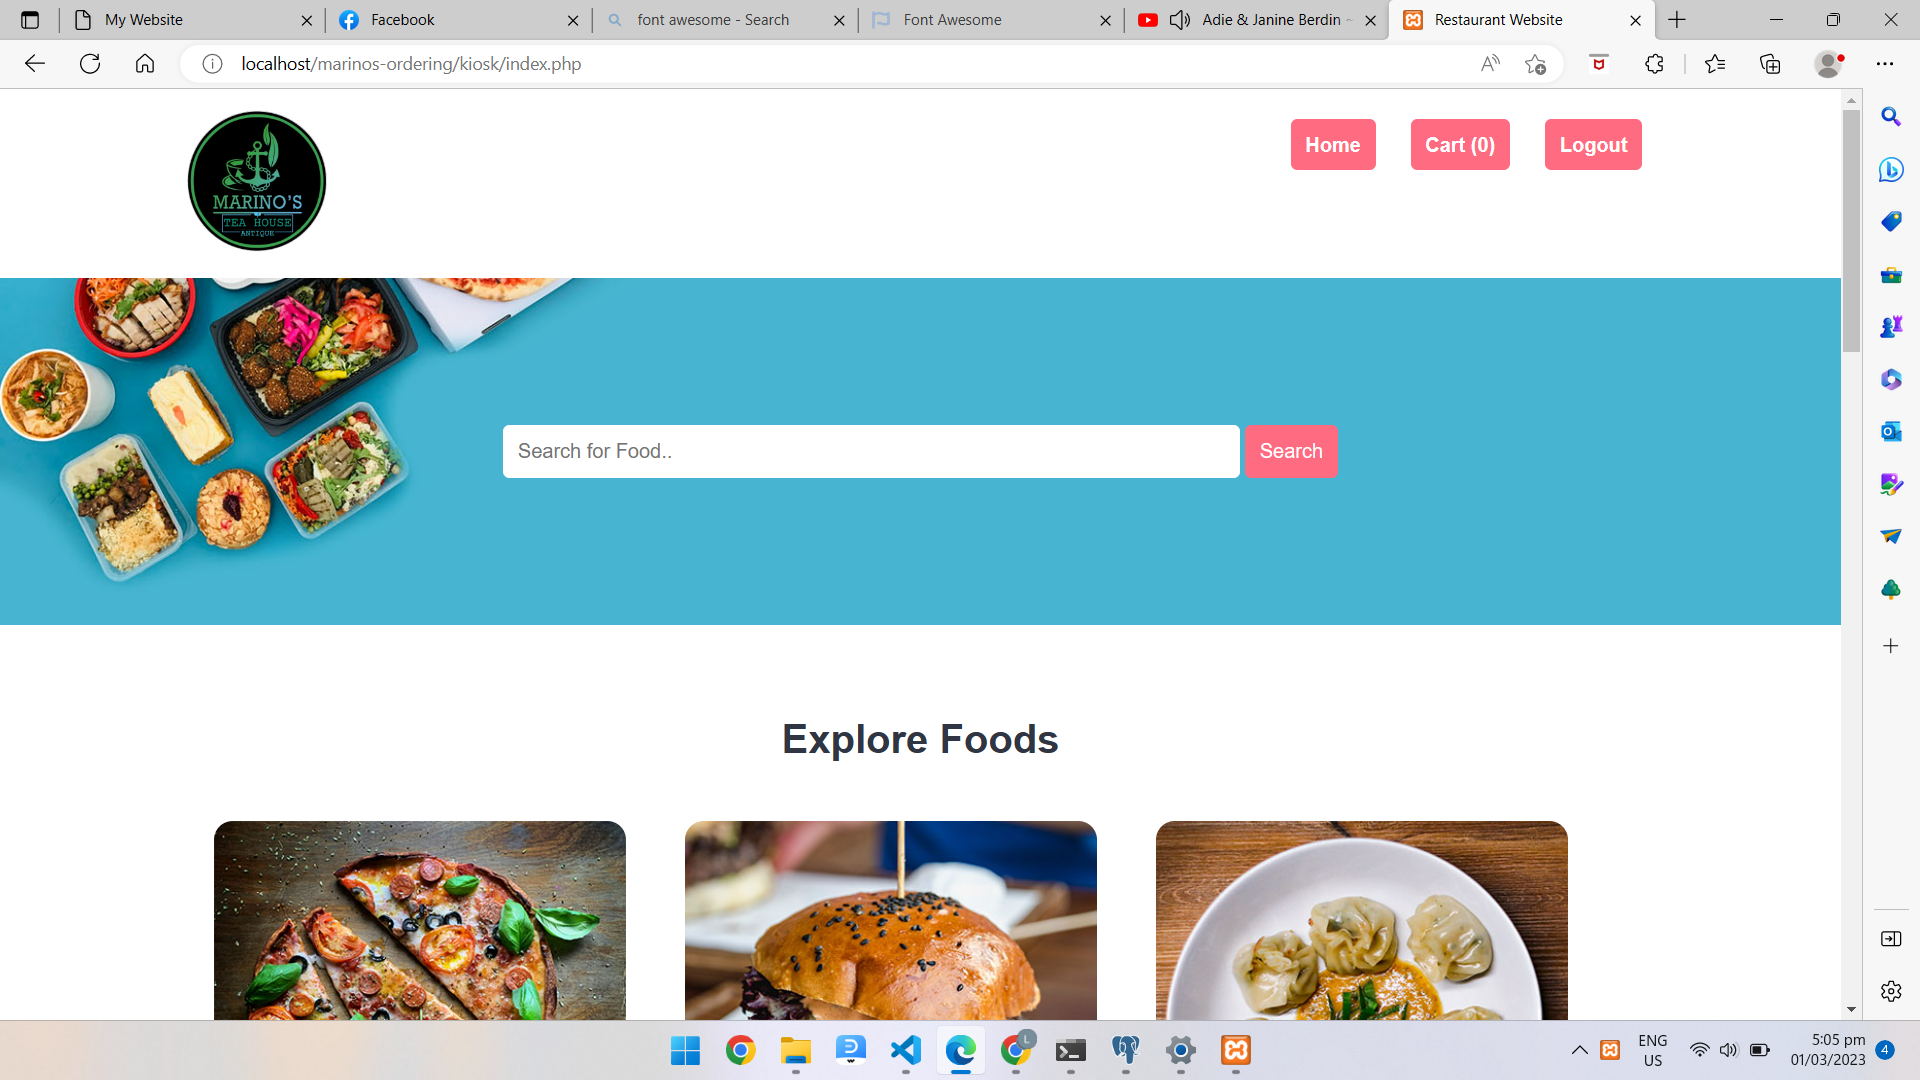 My Website
Facebook
font awesome - Search
Font Awesome
Adie & Janine Berdin ~
Restaurant Website
localhost/marinos-ordering/kiosk/index.php
MARINO'S
TEA HOUSE
ANTIQUE
Home
Cart (0)
Logout
Search for Food..
Search
Explore Foods
L
ENG
US
5:05 pm
01/03/2023
4